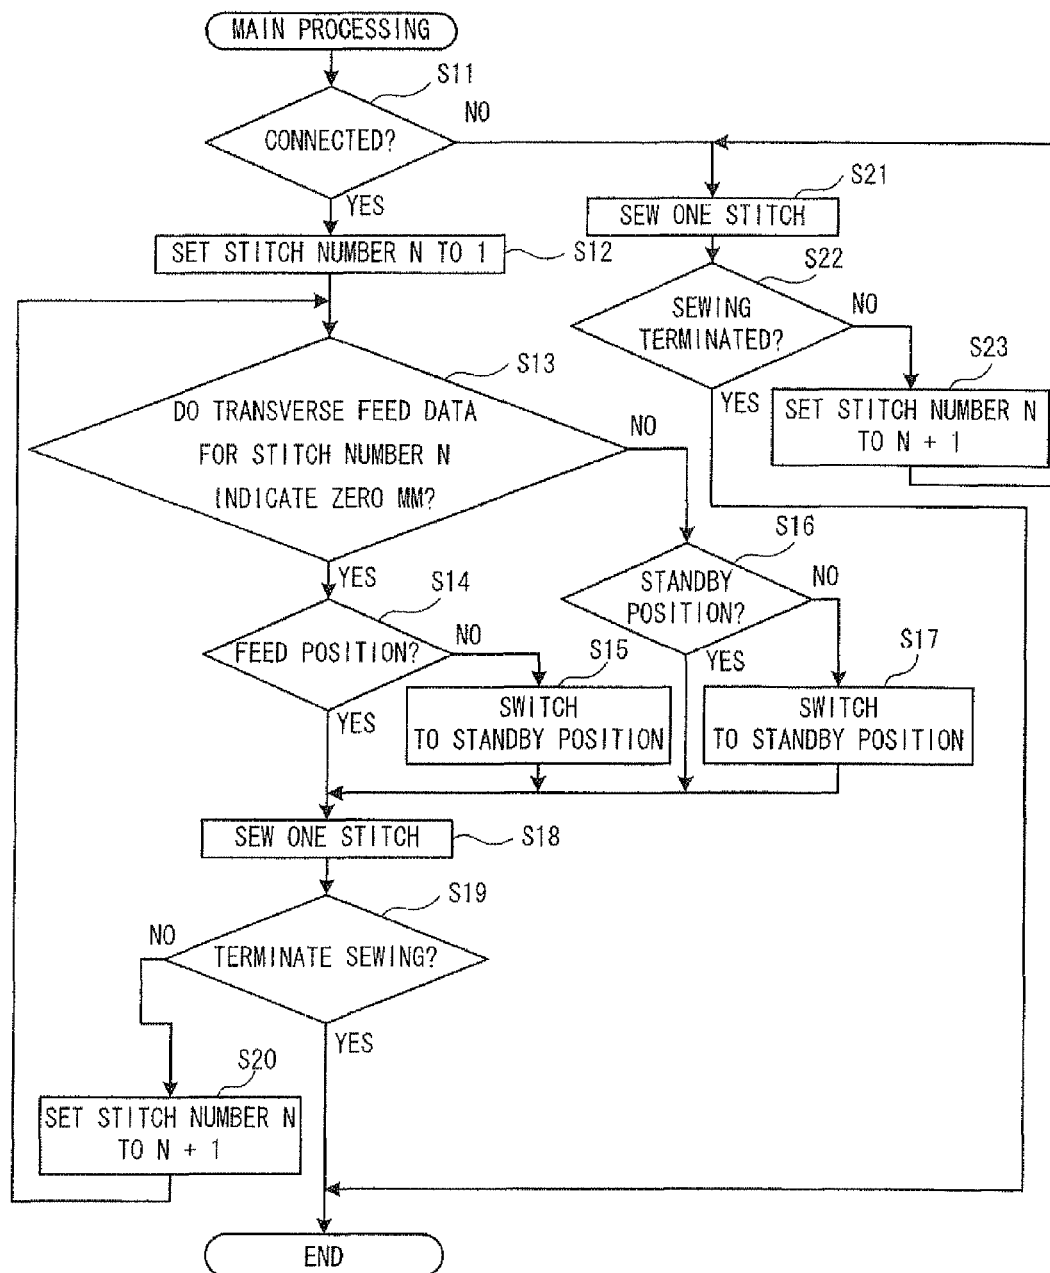 MAIN PROCESSING
S11
CONNECTED?
NO
YES
SET STITCH NUMBER N TO 1
S12
S21
SEW ONE STITCH
S22
SEWING
TERMINATED?
NO
YES
S23
SET STITCH NUMBER N
TO N + 1
S13
DO TRANSVERSE FEED DATA
FOR STITCH NUMBER N
INDICATE ZERO MM?
NO
YES
S14
FEED POSITION?
NO
YES
S15
SWITCH
TO STANDBY POSITION
S16
STANDBY
POSITION?
NO
YES
S17
SWITCH
TO STANDBY POSITION
SEW ONE STITCH
S18
S19
TERMINATE SEWING?
NO
YES
S20
SET STITCH NUMBER N
TO N + 1
END